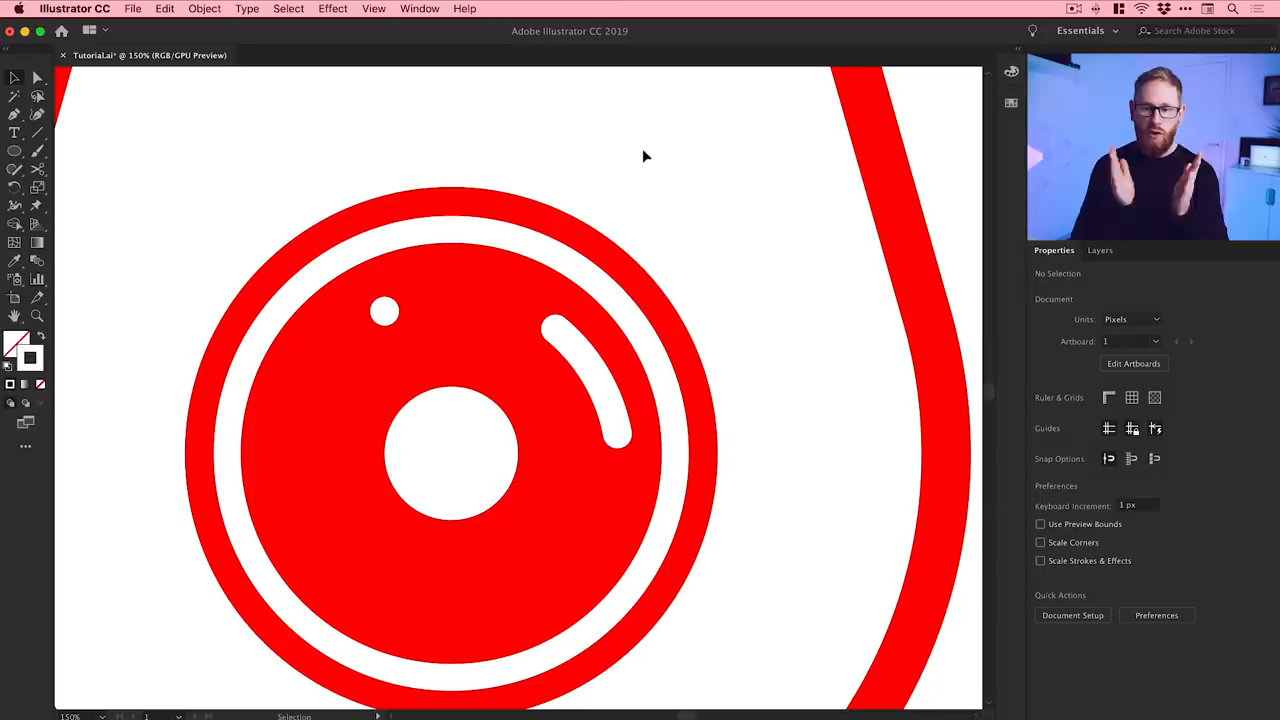 Illustrator CC File Edit Object Type Select Effect View Window Help
Adobe Illustrator CC 2019
Essentials
Search Adobe Stock
× Tutorial.ai* @ 150% (RGB/GPU Preview)
Properties Layers
No Selection
Document
Units: Pixels
Artboard: 1
Edit Artboards
Ruler & Grids
Guides
Snap Options
Preferences
Keyboard Increment: 1 px
Use Preview Bounds
Scale Corners
Scale Strokes & Effects
Quick Actions
Document Setup Preferences
150% 1 Selection